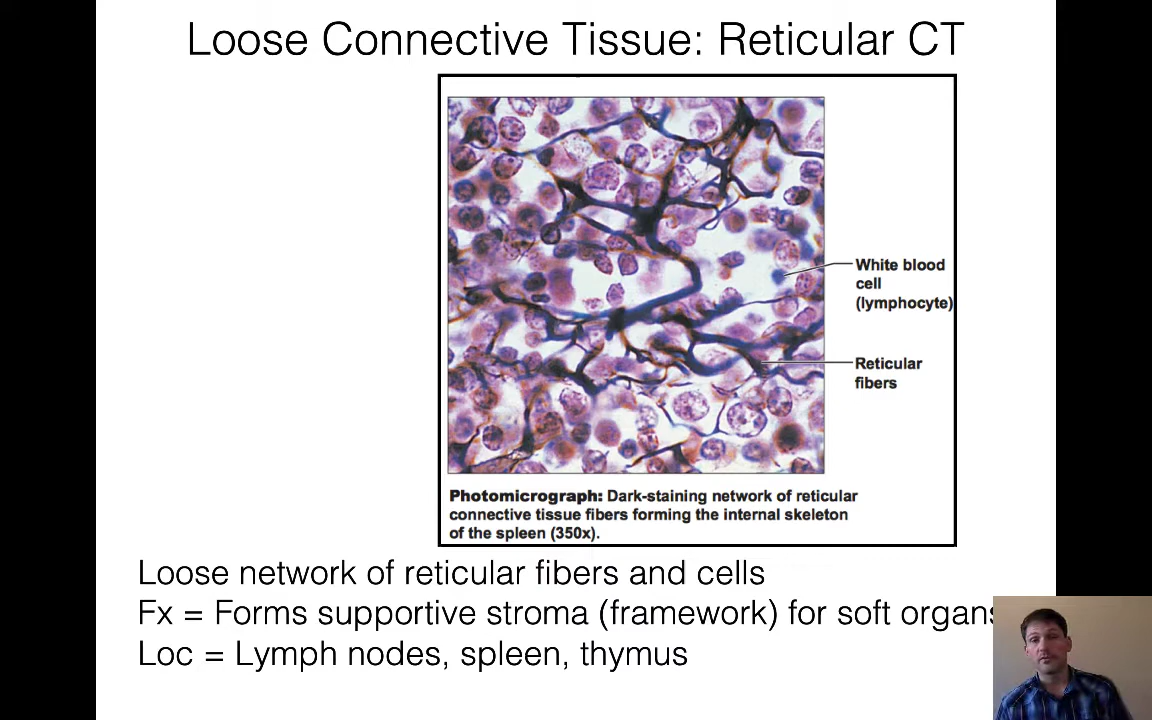 Loose Connective Tissue: Reticular CT
White blood
cell
(lymphocyte)
Reticular
fibers
Photomicrograph: Dark-staining network of reticular
connective tissue fibers forming the internal skeleton
of the spleen (350x).
Loose network of reticular fibers and cells
Fx = Forms supportive stroma (framework) for soft organs
Loc = Lymph nodes, spleen, thymus